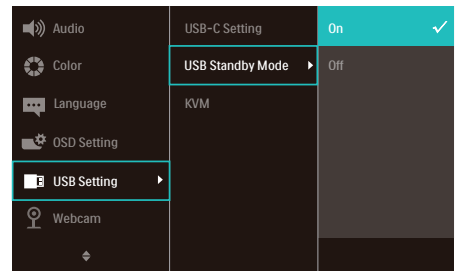 Audio
Color
Language
OSD Setting
USB Setting
Webcam
USB-C Setting
USB Standby Mode
KVM
On
Off